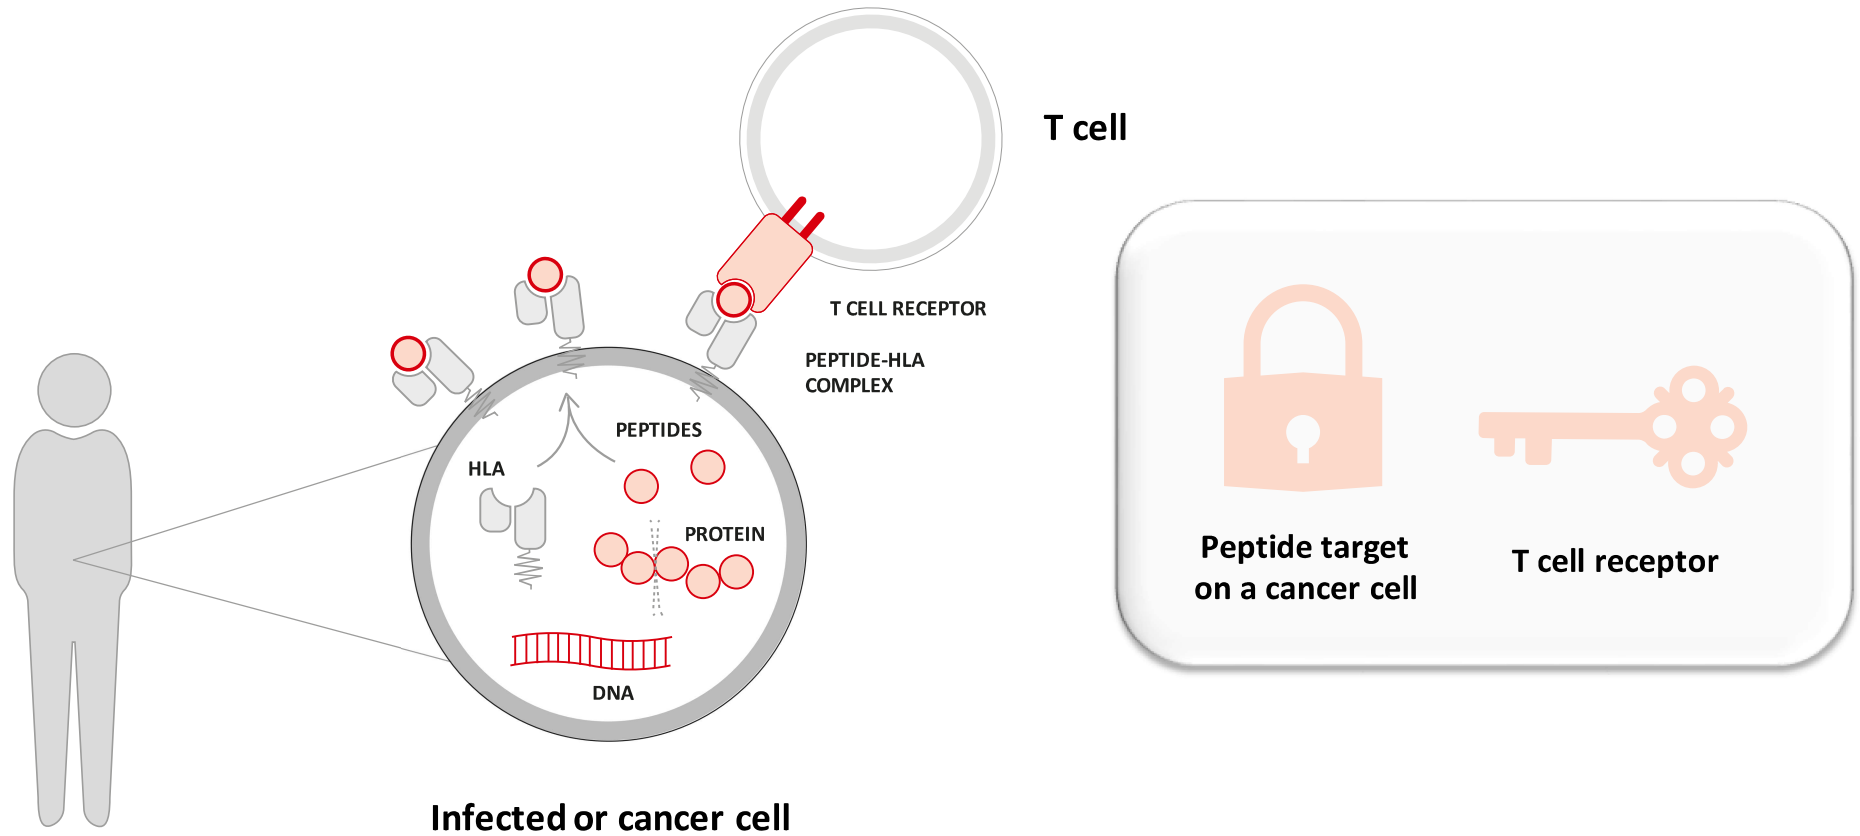 T cell
T CELL RECEPTOR
PEPTIDE-HLA
COMPLEX
PEPTIDES
HLA
PROTEIN
DNA
Infected or cancer cell
Peptide target
on a cancer cell
T cell receptor